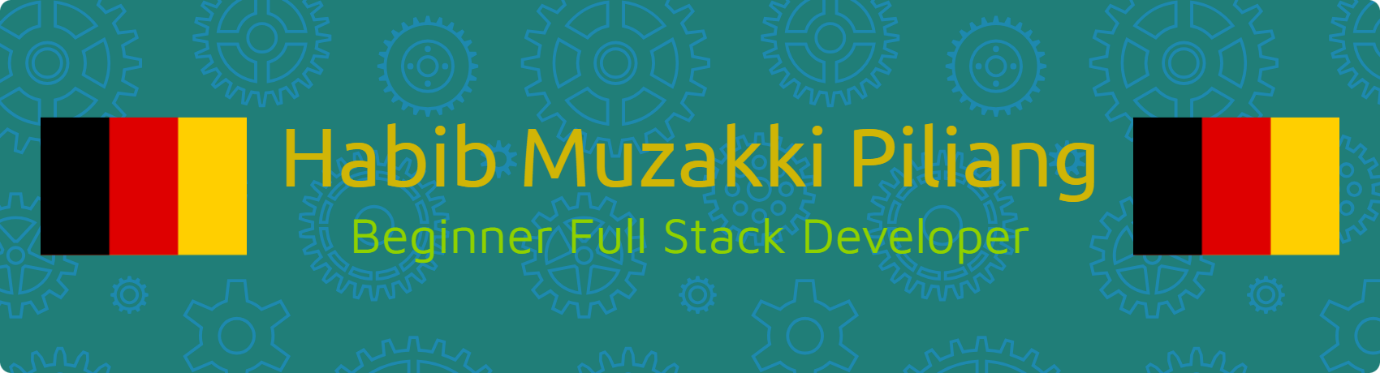 Habib Muzakki Piliang
Beginner Full Stack Developer